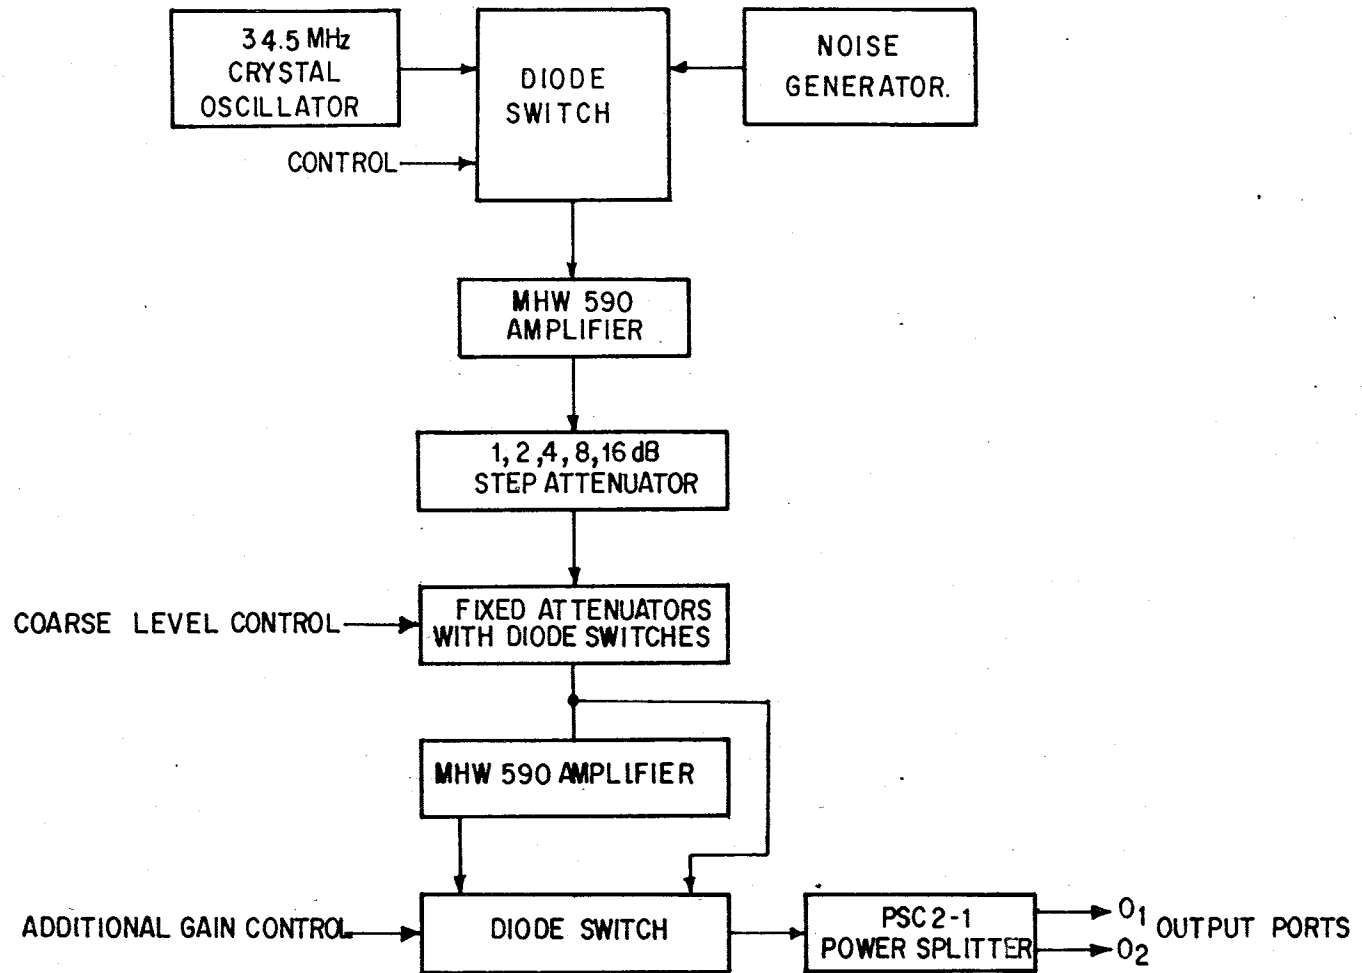 34.5 MHz
CRYSTAL
OSCILLATOR
DIODE
SWITCH
NOISE
GENERATOR.
CONTROL
MHW 590
AMPLIFIER
1, 2, 4, 8, 16 dB
STEP ATTENUATOR
COARSE LEVEL CONTROL
FIXED ATTENUATORS
WITH DIODE SWITCHES
MHW 590 AMPLIFIER
ADDITIONAL GAIN CONTROL
DIODE SWITCH
PSC 2-1
POWER SPLITTER
O1
O2
OUTPUT PORTS